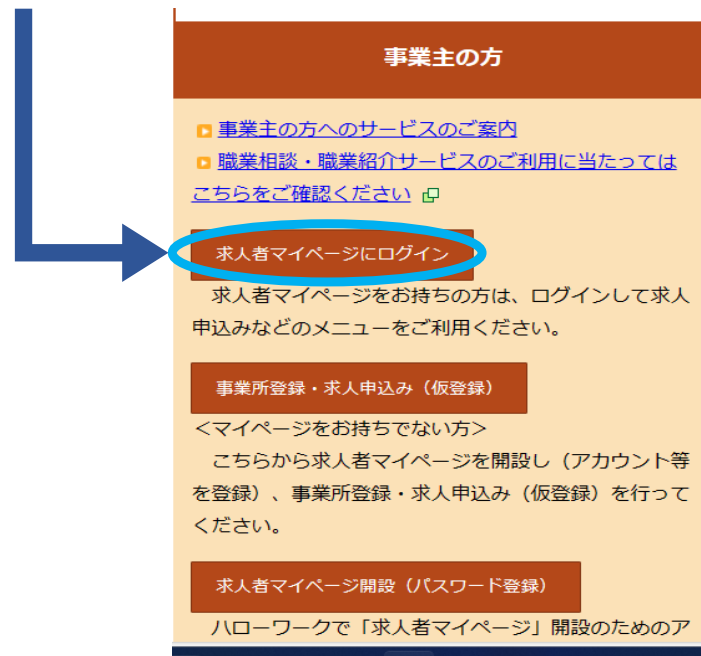 事業主の方
事業主の方へのサービスのご案内
職業相談・職業紹介サービスのご利用に当たっては
こちらをご確認ください
求人者マイページにログイン
求人者マイページをお持ちの方は、ログインして求人
申込みなどのメニューをご利用ください。
事業所登録・求人申込み（仮登録）
＜マイページをお持ちでない方＞
こちらから求人者マイページを開設し（アカウント等
を登録）、事業所登録・求人申込み（仮登録）を行って
ください。
求人者マイページ開設（パスワード登録）
ハローワークで「求人者マイページ」開設のためのア